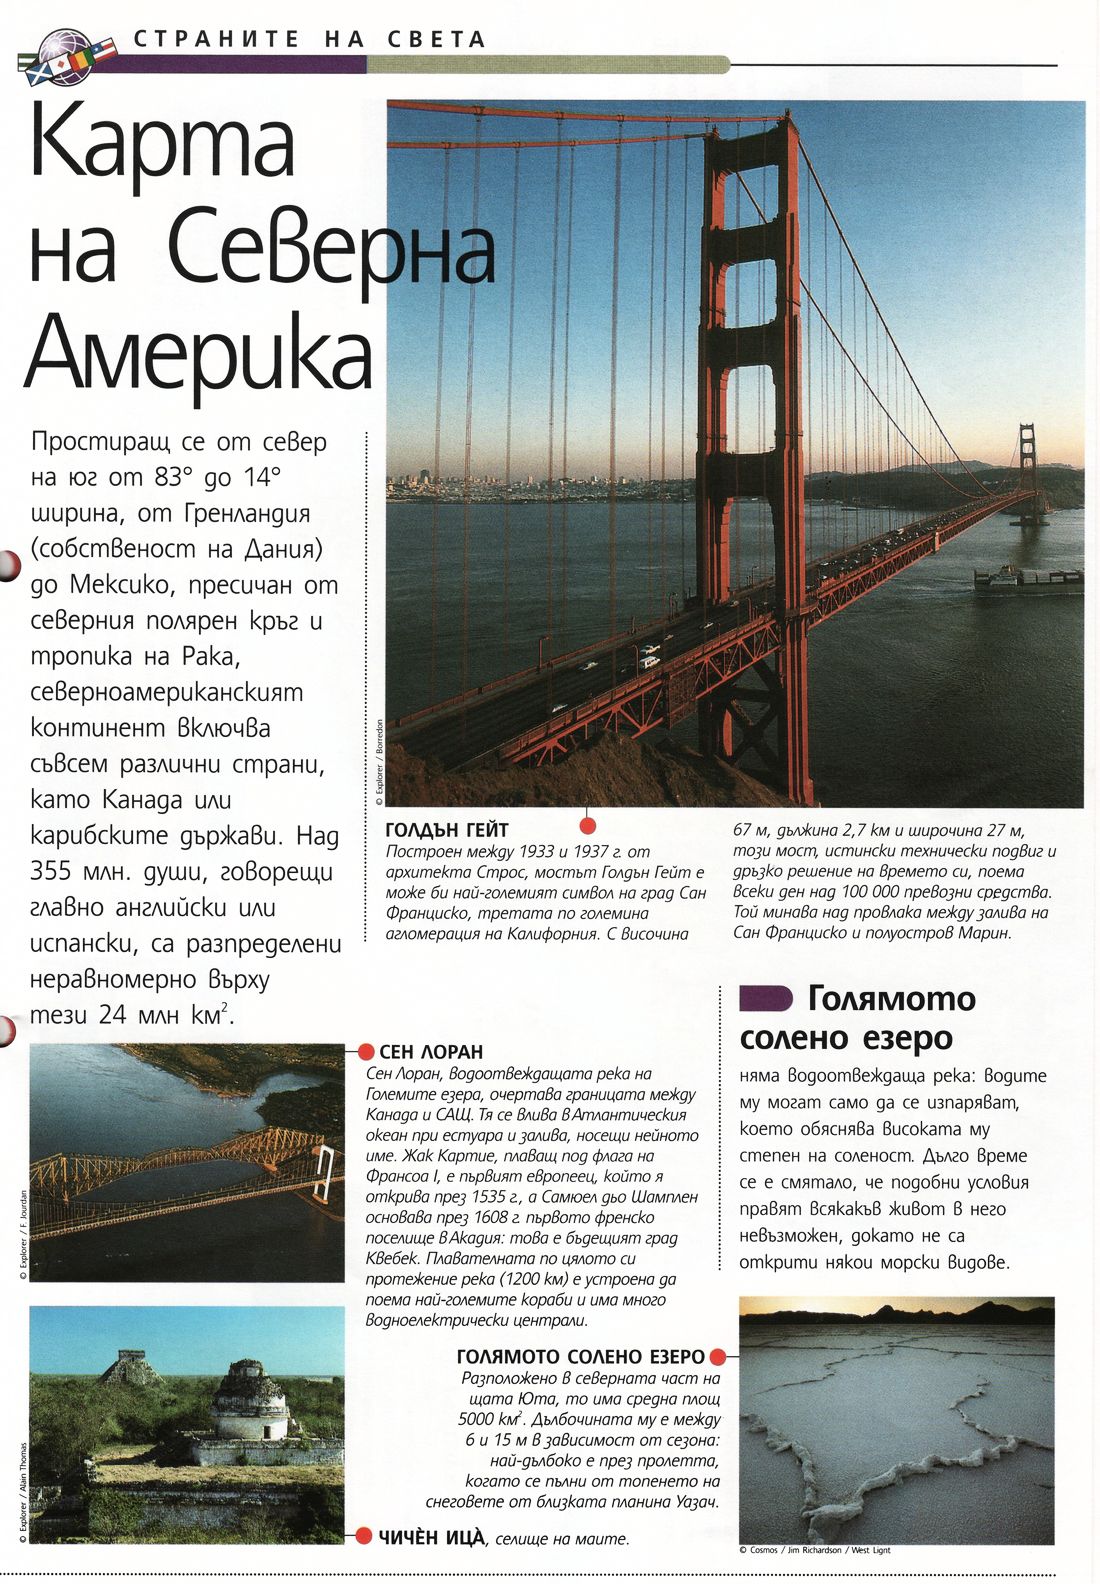 СТРАНИТЕ НА СВЕТА
Карта
на Северна
Америка
Простиращ се от север
на юг от 83° до 14°
ширина, от Гренландия
(собственост на Дания)
до Мексико, пресичан от
северния полярен кръг и
тропика на Рака,
северноамериканският
континент включва
съвсем различни страни,
като Канада или
карибските държави. Над
355 млн. души, говорещи
главно английски или
испански, са разпределени
неравномерно върху
тези 24 млн км².
© Explorer / Borredon
ГОЛДЪН ГЕЙТ
Построен между 1933 и 1937 г. от
архитекта Строс, мостът Голдън Гейт е
може би най-големият символ на град Сан
Франциско, третата по големина
агломерация на Калифорния. С височина
67 м, дължина 2,7 км и широчина 27 м,
този мост, истински технически подвиг и
дръзко решение на времето си, поема
всеки ден над 100 000 превозни средства.
Той минава над провлака между залива на
Сан Франциско и полуостров Марин.
© Explorer / F. Jourdan
СЕН ЛОРАН
Сен Лоран, водоотвеждащата река на
Големите езера, очертава границата между
Канада и САЩ. Тя се влива в Атлантическия
океан при естуара и залива, носещи нейното
име. Жак Картие, плаващ под флага на
Франсоа I, е първият европеец, който я
открива през 1535 г., а Самюел дьо Шамплен
основава през 1608 г. първото френско
поселище в Акадия: това е бъдещият град
Квебек. Плавателната по цялото си
протежение река (1200 км) е устроена да
поема най-големите кораби и има много
водноелектрически централи.
Голямото
солено езеро
няма водоотвеждаща река: водите
му могат само да се изпаряват,
което обяснява високата му
степен на соленост. Дълго време
се е смятало, че подобни условия
правят всякакъв живот в него
невъзможен, докато не са
открити някои морски видове.
ГОЛЯМОТО СОЛЕНО ЕЗЕРО
Разположено в северната част на
щата Юта, то има средна площ
5000 км². Дълбочината му е между
6 и 15 м в зависимост от сезона:
най-дълбоко е през пролетта,
когато се пълни от топенето на
снеговете от близката планина Уазач.
© Explorer / Alain Thomas
ЧИЧЀН ИЦÀ, селище на маите.
© Cosmos / Jim Richardson / West Lignt